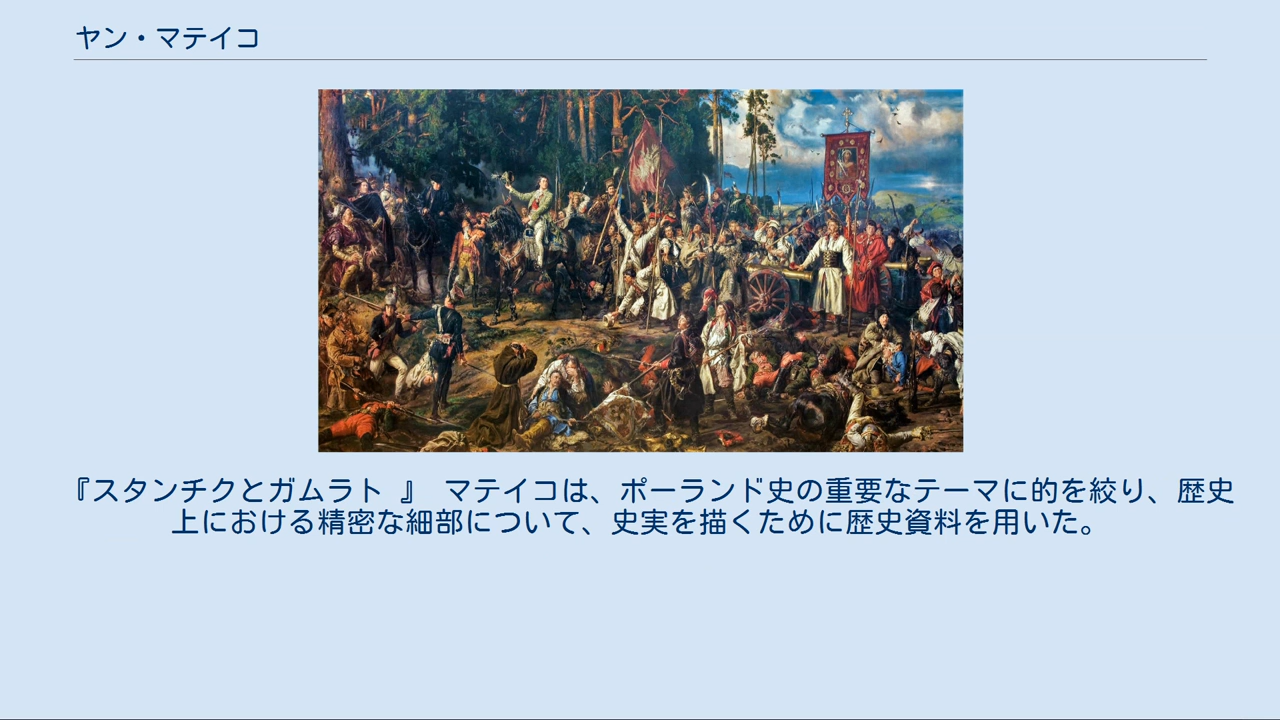 ヤン・マテイコ
『スタンチクとガムラト 』 マテイコは、ポーランド史の重要なテーマに的を絞り、歴史
上における精密な細部について、史実を描くために歴史資料を用いた。